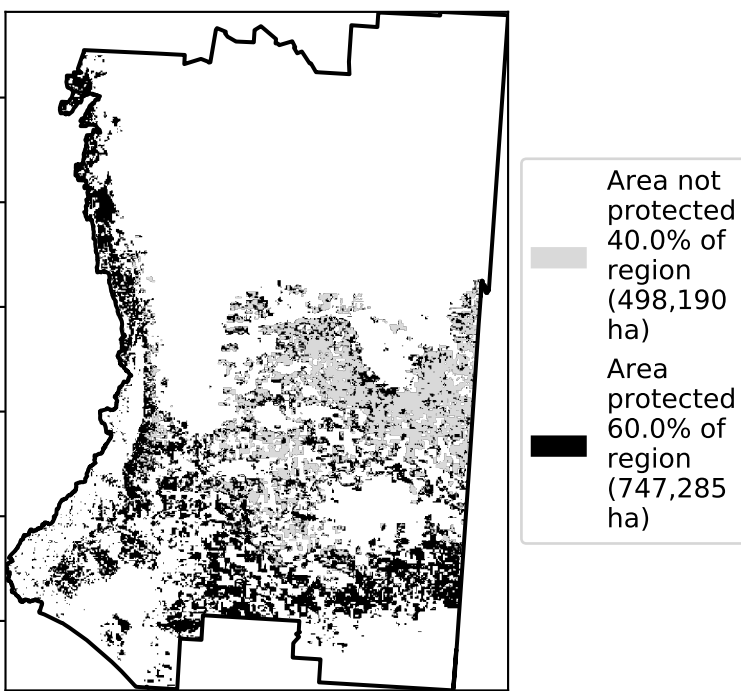 Area not
protected
40.0% of
region
(498,190
ha)
Area
protected
60.0% of
region
(747,285
ha)